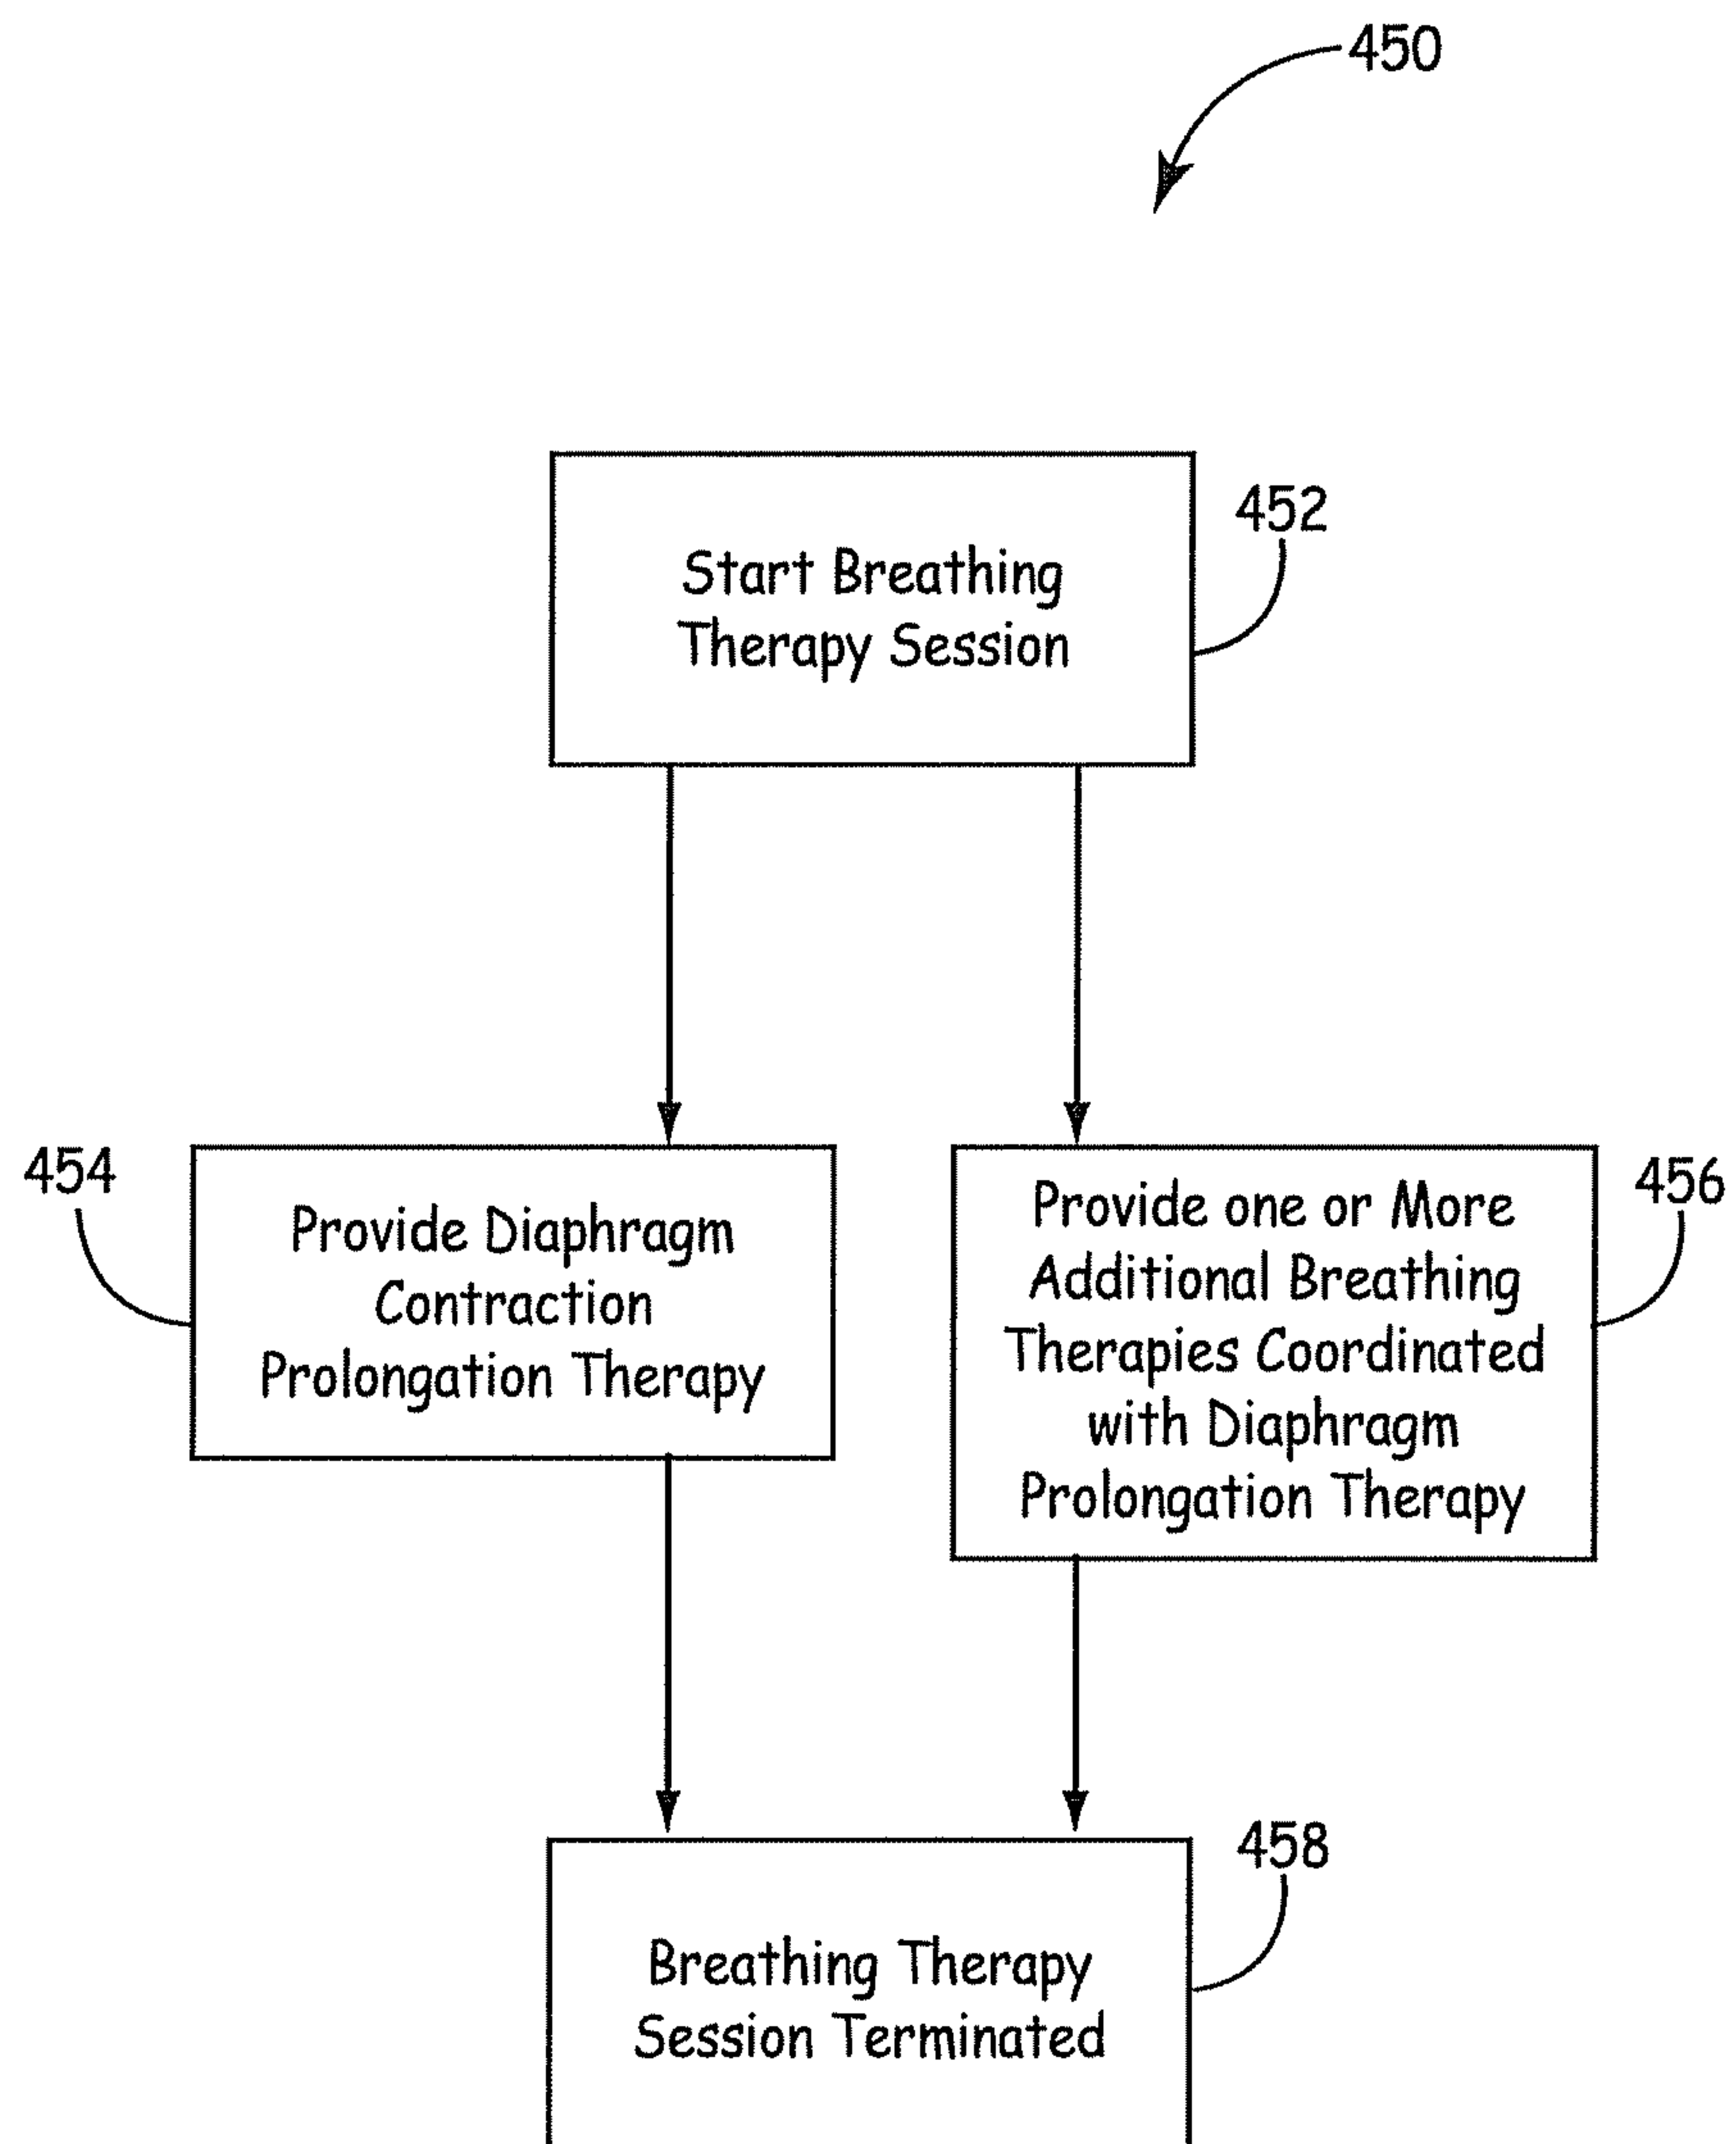 450
Start Breathing
Therapy Session
452
454
Provide Diaphragm
Contraction
Prolongation Therapy
Provide one or More
Additional Breathing
Therapies Coordinated
with Diaphragm
Prolongation Therapy
456
Breathing Therapy
Session Terminated
458